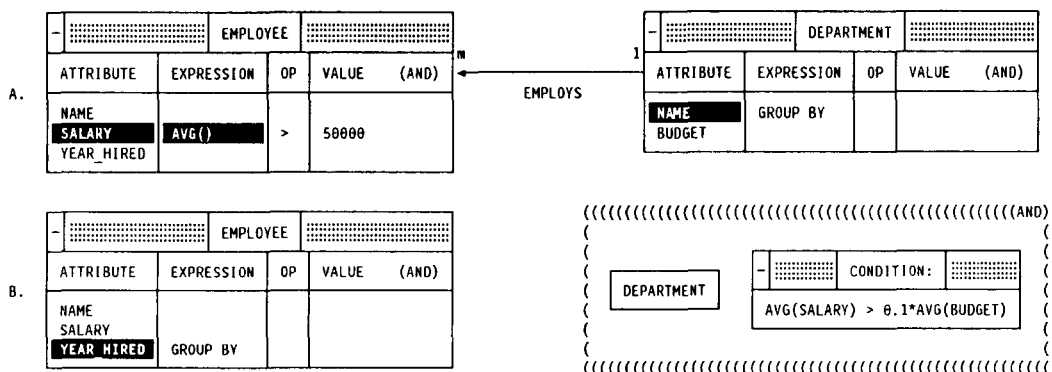 EMPLOYEE
DEPARTMENT
m
1
ATTRIBUTE EXPRESSION OP VALUE (AND)
ATTRIBUTE EXPRESSION OP VALUE (AND)
EMPLOYS
A.
NAME
SALARY AVG() > 50000
YEAR_HIRED
NAME GROUP BY
BUDGET
EMPLOYEE
(AND)
ATTRIBUTE EXPRESSION OP VALUE (AND)
B.
NAME
SALARY
YEAR HIRED GROUP BY
DEPARTMENT
CONDITION:
AVG(SALARY) > 0.1*AVG(BUDGET)